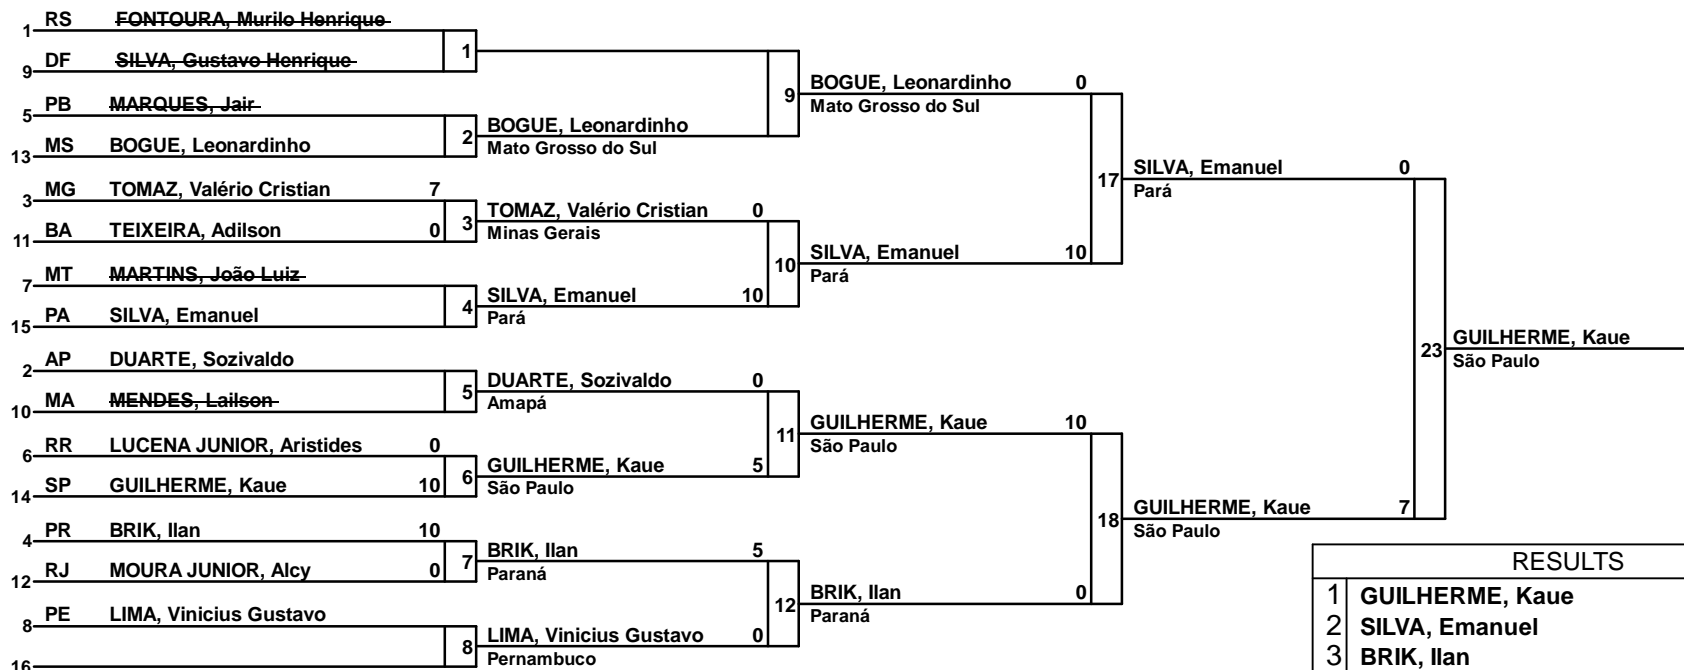 RS FONTOURA, Murilo Henrique
1
DF SILVA, Gustavo Henrique
9
1
PB MARQUES, Jair
5
MS BOGUE, Leonardinho
13
2
BOGUE, Leonardinho
Mato Grosso do Sul
9
BOGUE, Leonardinho 0
Mato Grosso do Sul
MG TOMAZ, Valério Cristian 7
3
BA TEIXEIRA, Adilson 0
11
3
TOMAZ, Valério Cristian 0
Minas Gerais
MT MARTINS, João Luiz
7
PA SILVA, Emanuel
15
4
SILVA, Emanuel 10
Pará
10
SILVA, Emanuel 10
Pará
17
SILVA, Emanuel 0
Pará
AP DUARTE, Sozivaldo
2
MA MENDES, Lailson
10
5
DUARTE, Sozivaldo 0
Amapá
RR LUCENA JUNIOR, Aristides 0
6
SP GUILHERME, Kaue 10
14
6
GUILHERME, Kaue 5
São Paulo
11
GUILHERME, Kaue 10
São Paulo
PR BRIK, Ilan 10
4
RJ MOURA JUNIOR, Alcy 0
12
7
BRIK, Ilan 5
Paraná
PE LIMA, Vinicius Gustavo
8
16
8
LIMA, Vinicius Gustavo 0
Pernambuco
12
BRIK, Ilan 0
Paraná
18
GUILHERME, Kaue 7
São Paulo
23
GUILHERME, Kaue
São Paulo
RESULTS
1 GUILHERME, Kaue
2 SILVA, Emanuel
3 BRIK, Ilan